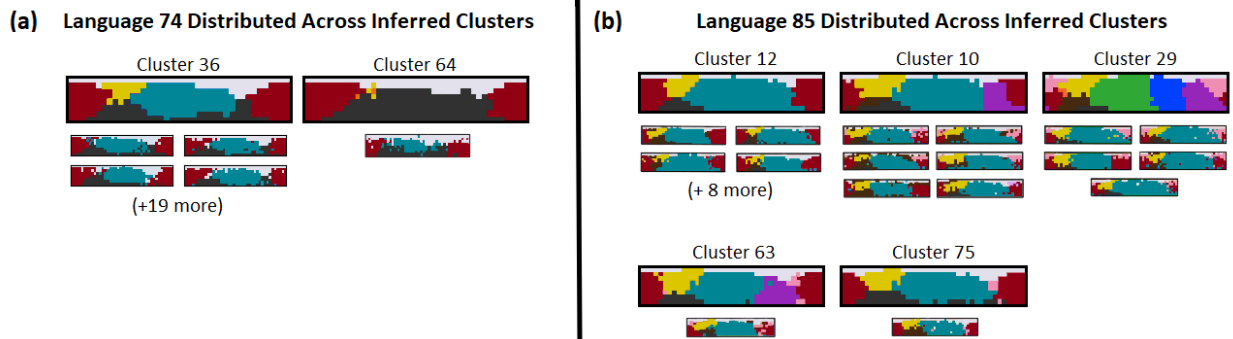 (a) Language 74 Distributed Across Inferred Clusters
Cluster 36
Cluster 64
(+19 more)
(b) Language 85 Distributed Across Inferred Clusters
Cluster 12
Cluster 10
Cluster 29
(+ 8 more)
Cluster 63
Cluster 75